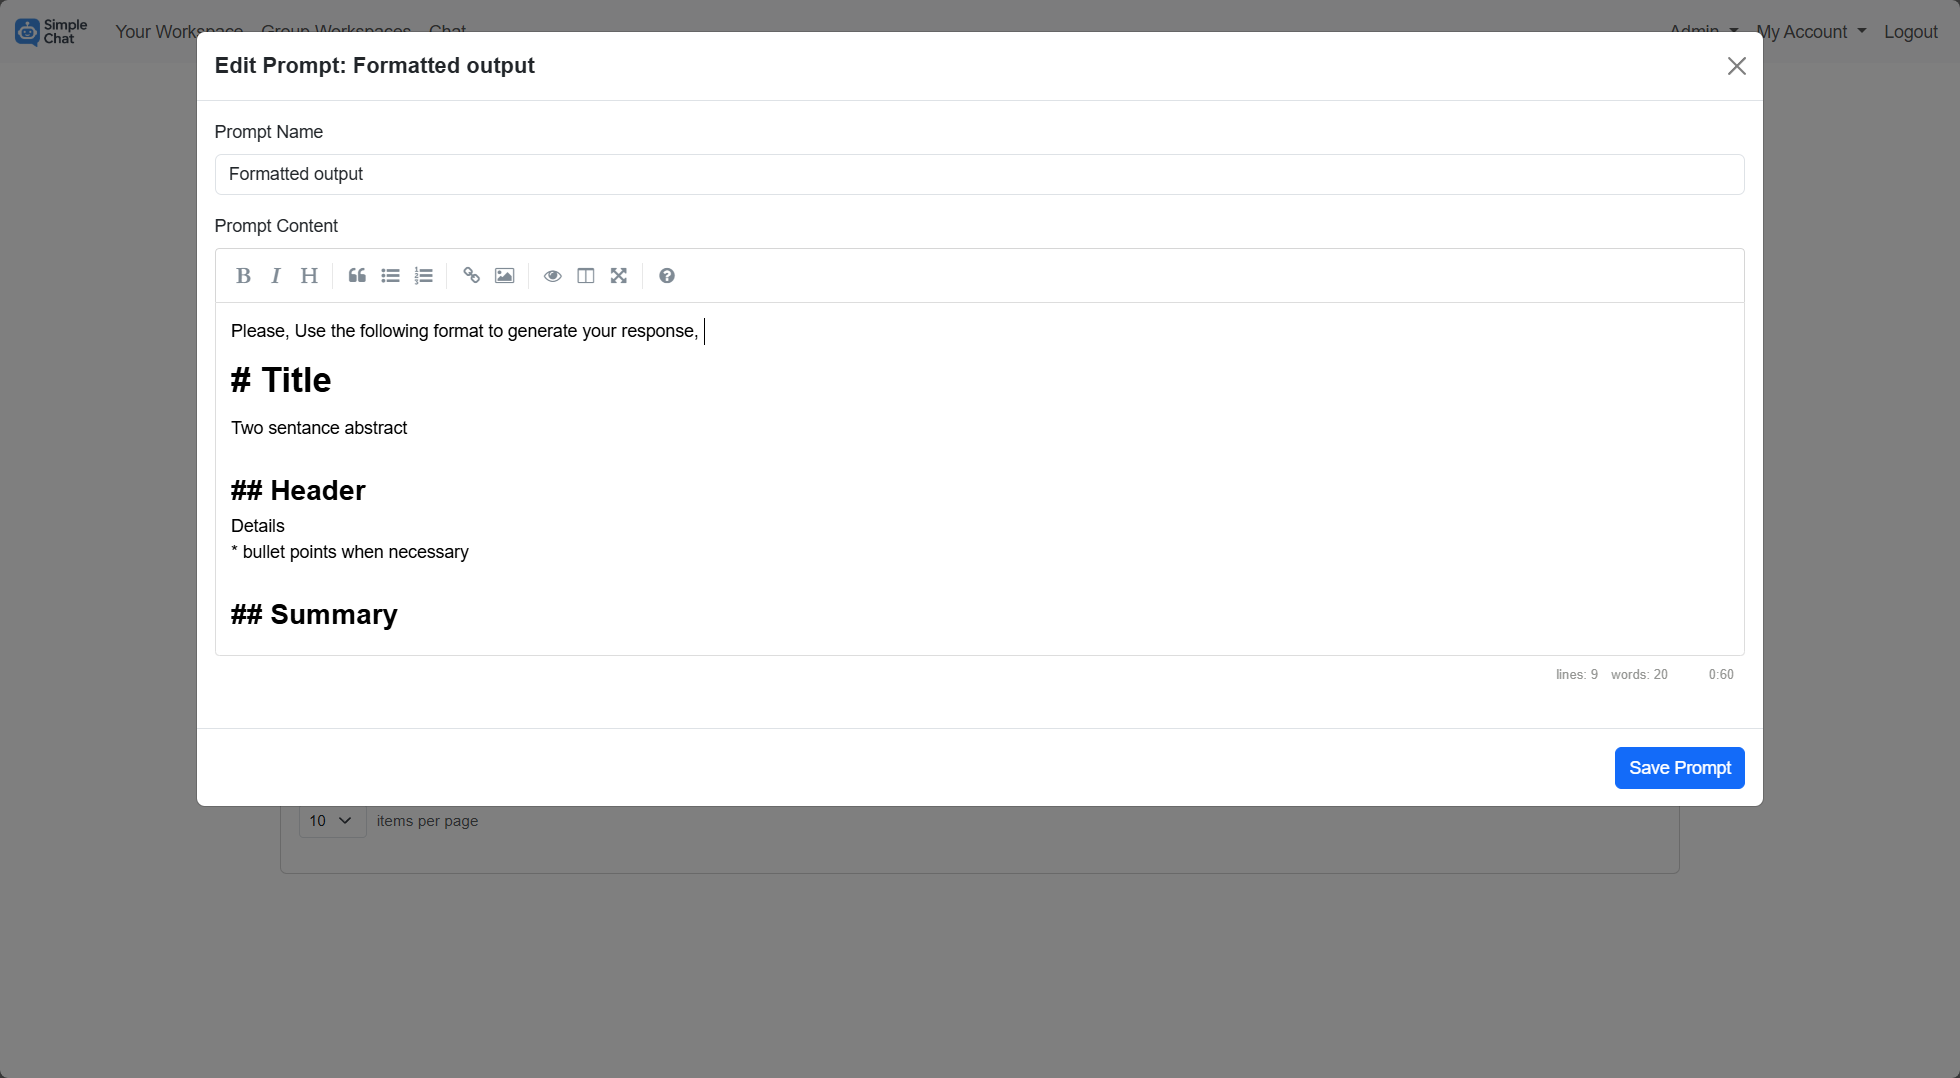 Simple
Chat
Your Workspace Group Workspaces Chat
Admin My Account Logout
Edit Prompt: Formatted output
Prompt Name
Formatted output
Prompt Content
B I H
Please, Use the following format to generate your response,
# Title
Two sentance abstract
## Header
Details
* bullet points when necessary
## Summary
lines: 9 words: 20 0:60
Save Prompt
10 items per page